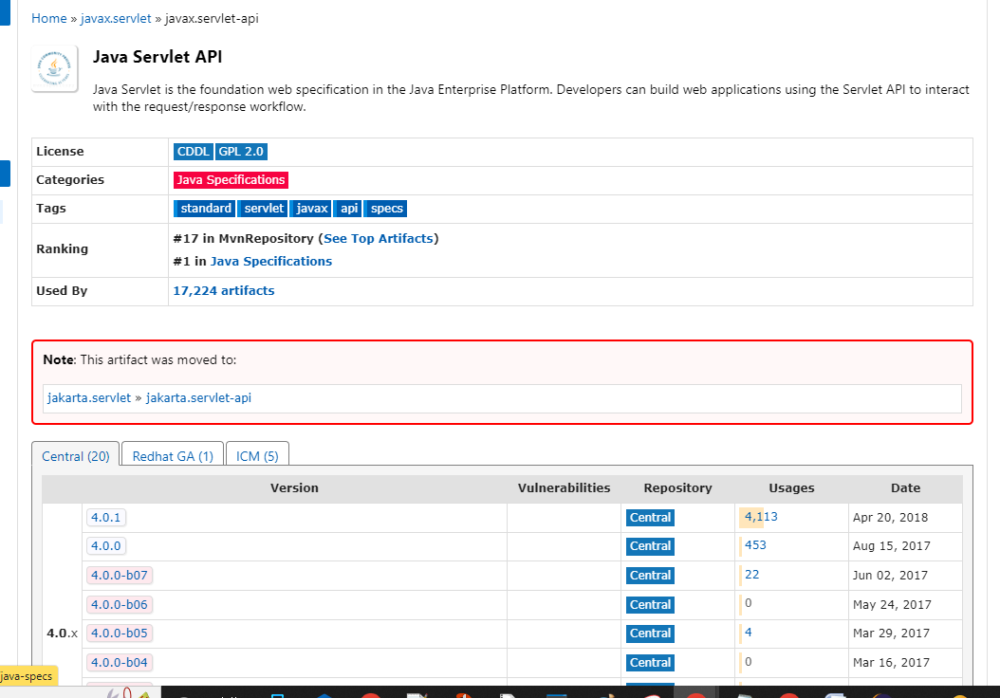 Home » javax.servlet » javax.servlet-api
Java Servlet API
Java Servlet is the foundation web specification in the Java Enterprise Platform. Developers can build web applications using the Servlet API to interact
with the request/response workflow.
License CDDL GPL 2.0
Categories Java Specifications
Tags standard servlet javax api specs
Ranking #17 in MvnRepository (See Top Artifacts)
#1 in Java Specifications
Used By 17,224 artifacts
Note: This artifact was moved to:
jakarta.servlet » jakarta.servlet-api
Central (20) Redhat GA (1) ICM (5)
Version Vulnerabilities Repository Usages Date
4.0.1 Central 4,113 Apr 20, 2018
4.0.0 Central 453 Aug 15, 2017
4.0.0-b07 Central 22 Jun 02, 2017
4.0.0-b06 Central 0 May 24, 2017
4.0.x 4.0.0-b05 Central 4 Mar 29, 2017
4.0.0-b04 Central 0 Mar 16, 2017
java-specs